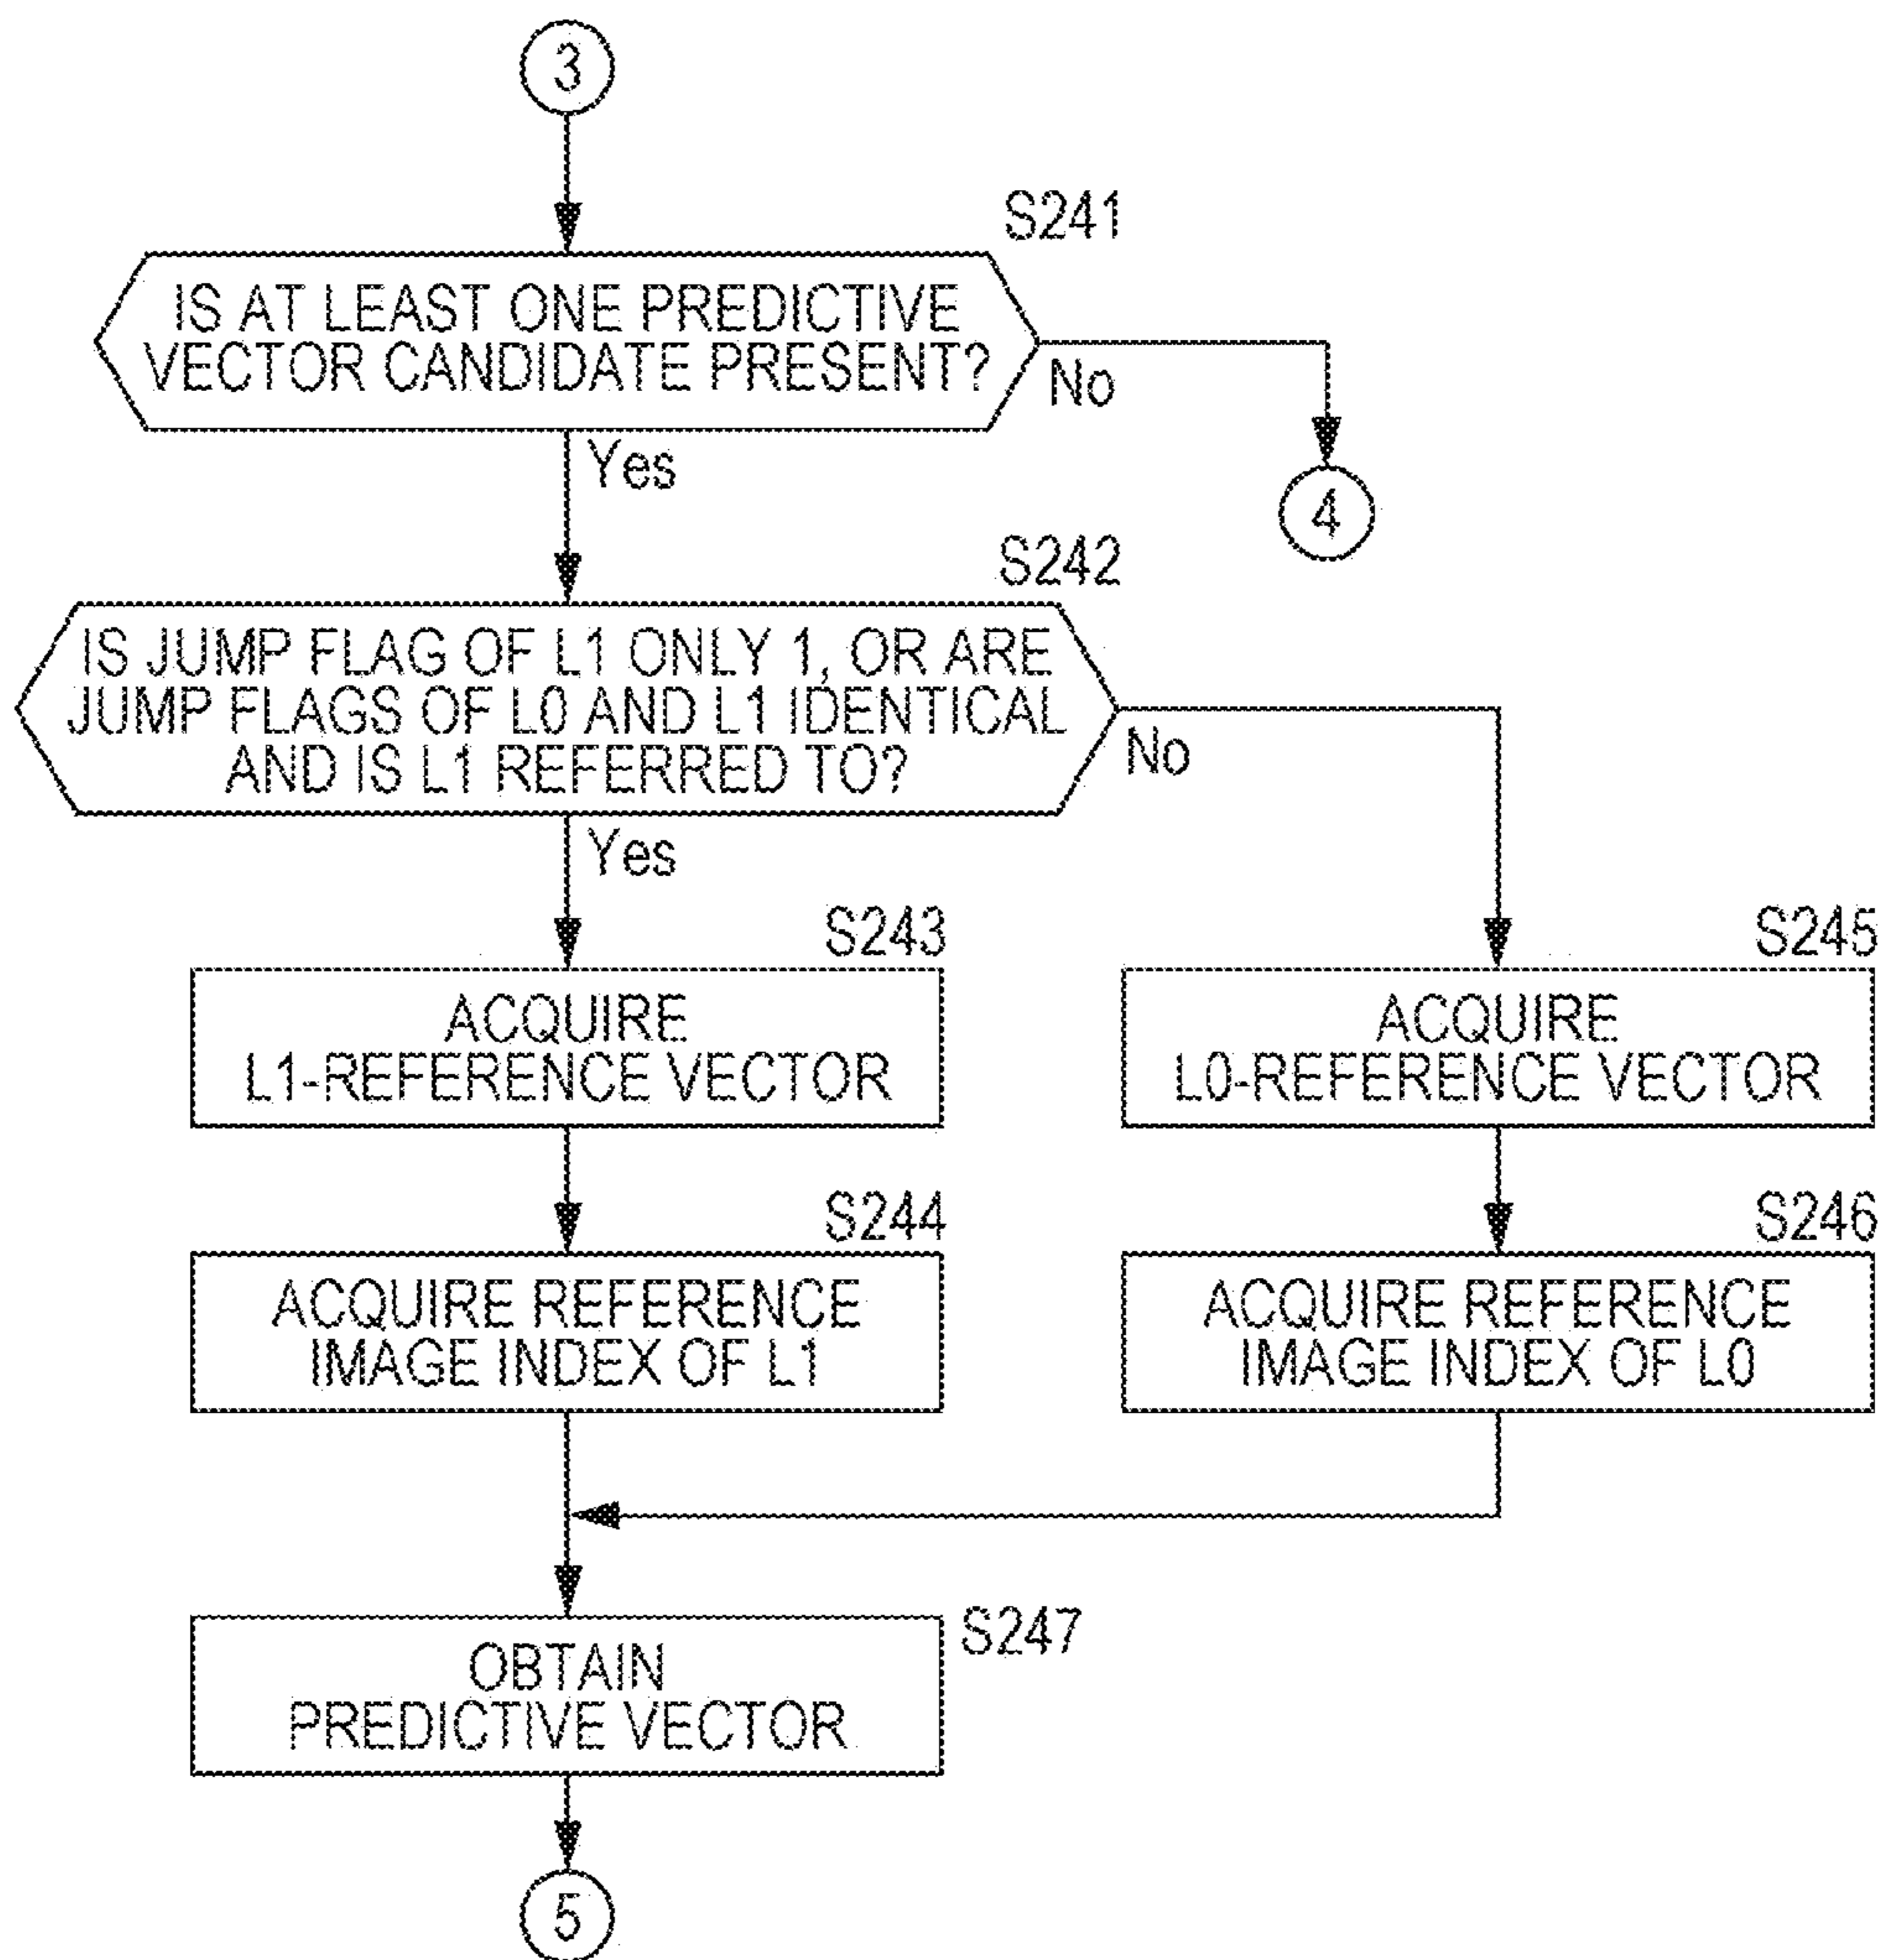 3
S241
IS AT LEAST ONE PREDICTIVE
VECTOR CANDIDATE PRESENT?
No
Yes
4
S242
IS JUMP FLAG OF L1 ONLY 1, OR ARE
JUMP FLAGS OF L0 AND L1 IDENTICAL
AND IS L1 REFERRED TO?
No
Yes
S243
ACQUIRE
L1-REFERENCE VECTOR
S245
ACQUIRE
L0-REFERENCE VECTOR
S244
ACQUIRE REFERENCE
IMAGE INDEX OF L1
S246
ACQUIRE REFERENCE
IMAGE INDEX OF L0
S247
OBTAIN
PREDICTIVE VECTOR
5